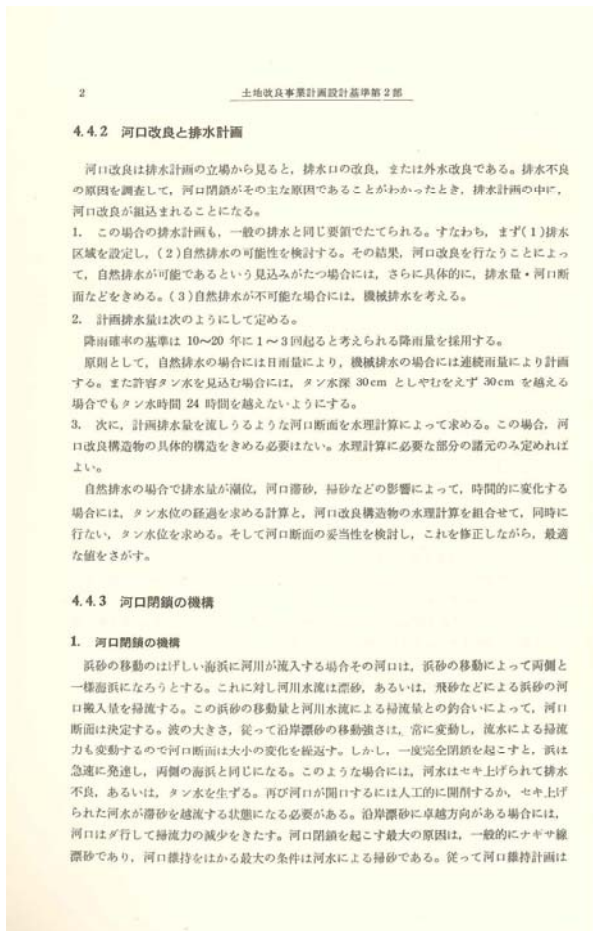 2
土地改良事業計画設計基準第2部
4.4.2 河口改良と排水計画
河口改良は排水計画の立場から見ると，排水口の改良，または外水改良である。排水不良
の原因を調査して，河口閉鎖がその主な原因であることがわかったとき，排水計画の中に，
河口改良が組込まれることになる。
1. この場合の排水計画も，一般の排水と同じ要領でたてられる。すなわち，まず(1)排水
区域を設定し，(2)自然排水の可能性を検討する。その結果，河口改良を行なうことによっ
て，自然排水が可能であるという見込みがたつ場合には，さらに具体的に，排水量・河口断
面などをきめる。(3)自然排水が不可能な場合には，機械排水を考える。
2. 計画排水量は次のようにして定める。
降雨確率の基準は 10〜20 年に1〜3回起ると考えられる降雨量を採用する。
原則として，自然排水の場合には日雨量により，機械排水の場合には連続雨量により計画
する。また許容タン水を見込む場合には，タン水深 30cm としやむをえず 30cm を越える
場合でもタン水時間 24 時間を越えないようにする。
3. 次に，計画排水量を流しうるような河口断面を水理計算によって求める。この場合，河
口改良構造物の具体的構造をきめる必要はない。水理計算に必要な部分の諸元のみ定めれば
よい。
自然排水の場合で排水量が潮位，河口滞砂，掃砂などの影響によって，時間的に変化する
場合には，タン水位の経過を求める計算と，河口改良構造物の水理計算を組合せて，同時に
行ない，タン水位を求める。そして河口断面の妥当性を検討し，これを修正しながら，最適
な値をさがす。
4.4.3 河口閉鎖の機構
1. 河口閉鎖の機構
浜砂の移動のはげしい海浜に河川が流入する場合その河口は，浜砂の移動によって両側と
一様海浜になろうとする。これに対し河川水流は漂砂，あるいは，飛砂などによる浜砂の河
口搬入量を掃流する。この浜砂の移動量と河川水流による掃流量との釣合いによって，河口
断面は決定する。波の大きさ，従って沿岸漂砂の移動強さは，常に変動し，流水による掃流
力も変動するので河口断面は大小の変化を繰返す。しかし，一度完全閉鎖を起こすと，浜は
急速に発達し，両側の海浜と同じになる。このような場合には，河水はセキ上げられて排水
不良，あるいは，タン水を生ずる。再び河口が開口するには人工的に開削するか，セキ上げ
られた河水が滞砂を越流する状態になる必要がある。沿岸漂砂に卓越方向がある場合には，
河口はダ行して掃流力の減少をきたす。河口閉鎖を起こす最大の原因は，一般的にナギサ線
漂砂であり，河口維持をはかる最大の条件は河水による掃砂である。従って河口維持計画は